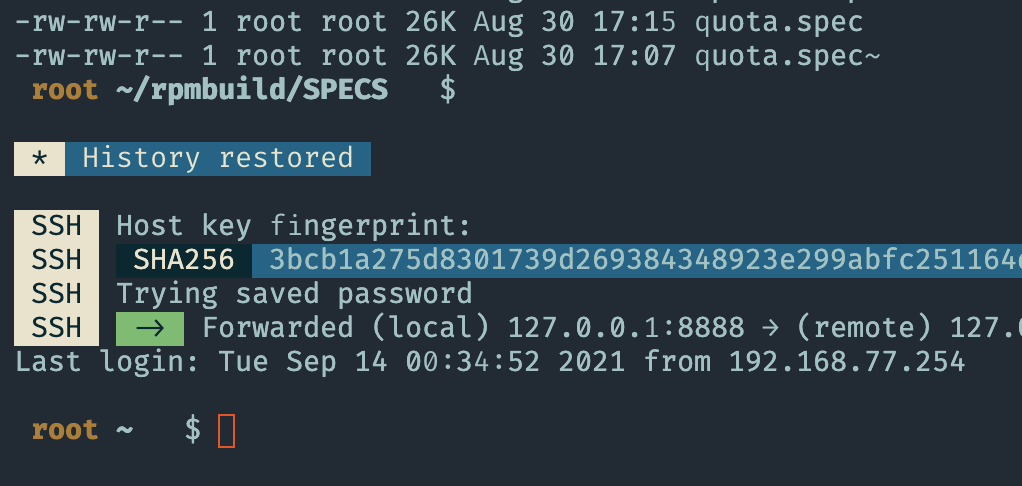 -rw-rw-r-- 1 root root 26K Aug 30 17:15 quota.spec
-rw-rw-r-- 1 root root 26K Aug 30 17:07 quota.spec~
root ~/rpmbuild/SPECS $
* History restored
SSH Host key fingerprint:
SSH SHA256 3bcb1a275d8301739d269384348923e299abfc251164
SSH Trying saved password
SSH → Forwarded (local) 127.0.0.1:8888 → (remote) 127.
Last login: Tue Sep 14 00:34:52 2021 from 192.168.77.254
root ~ $